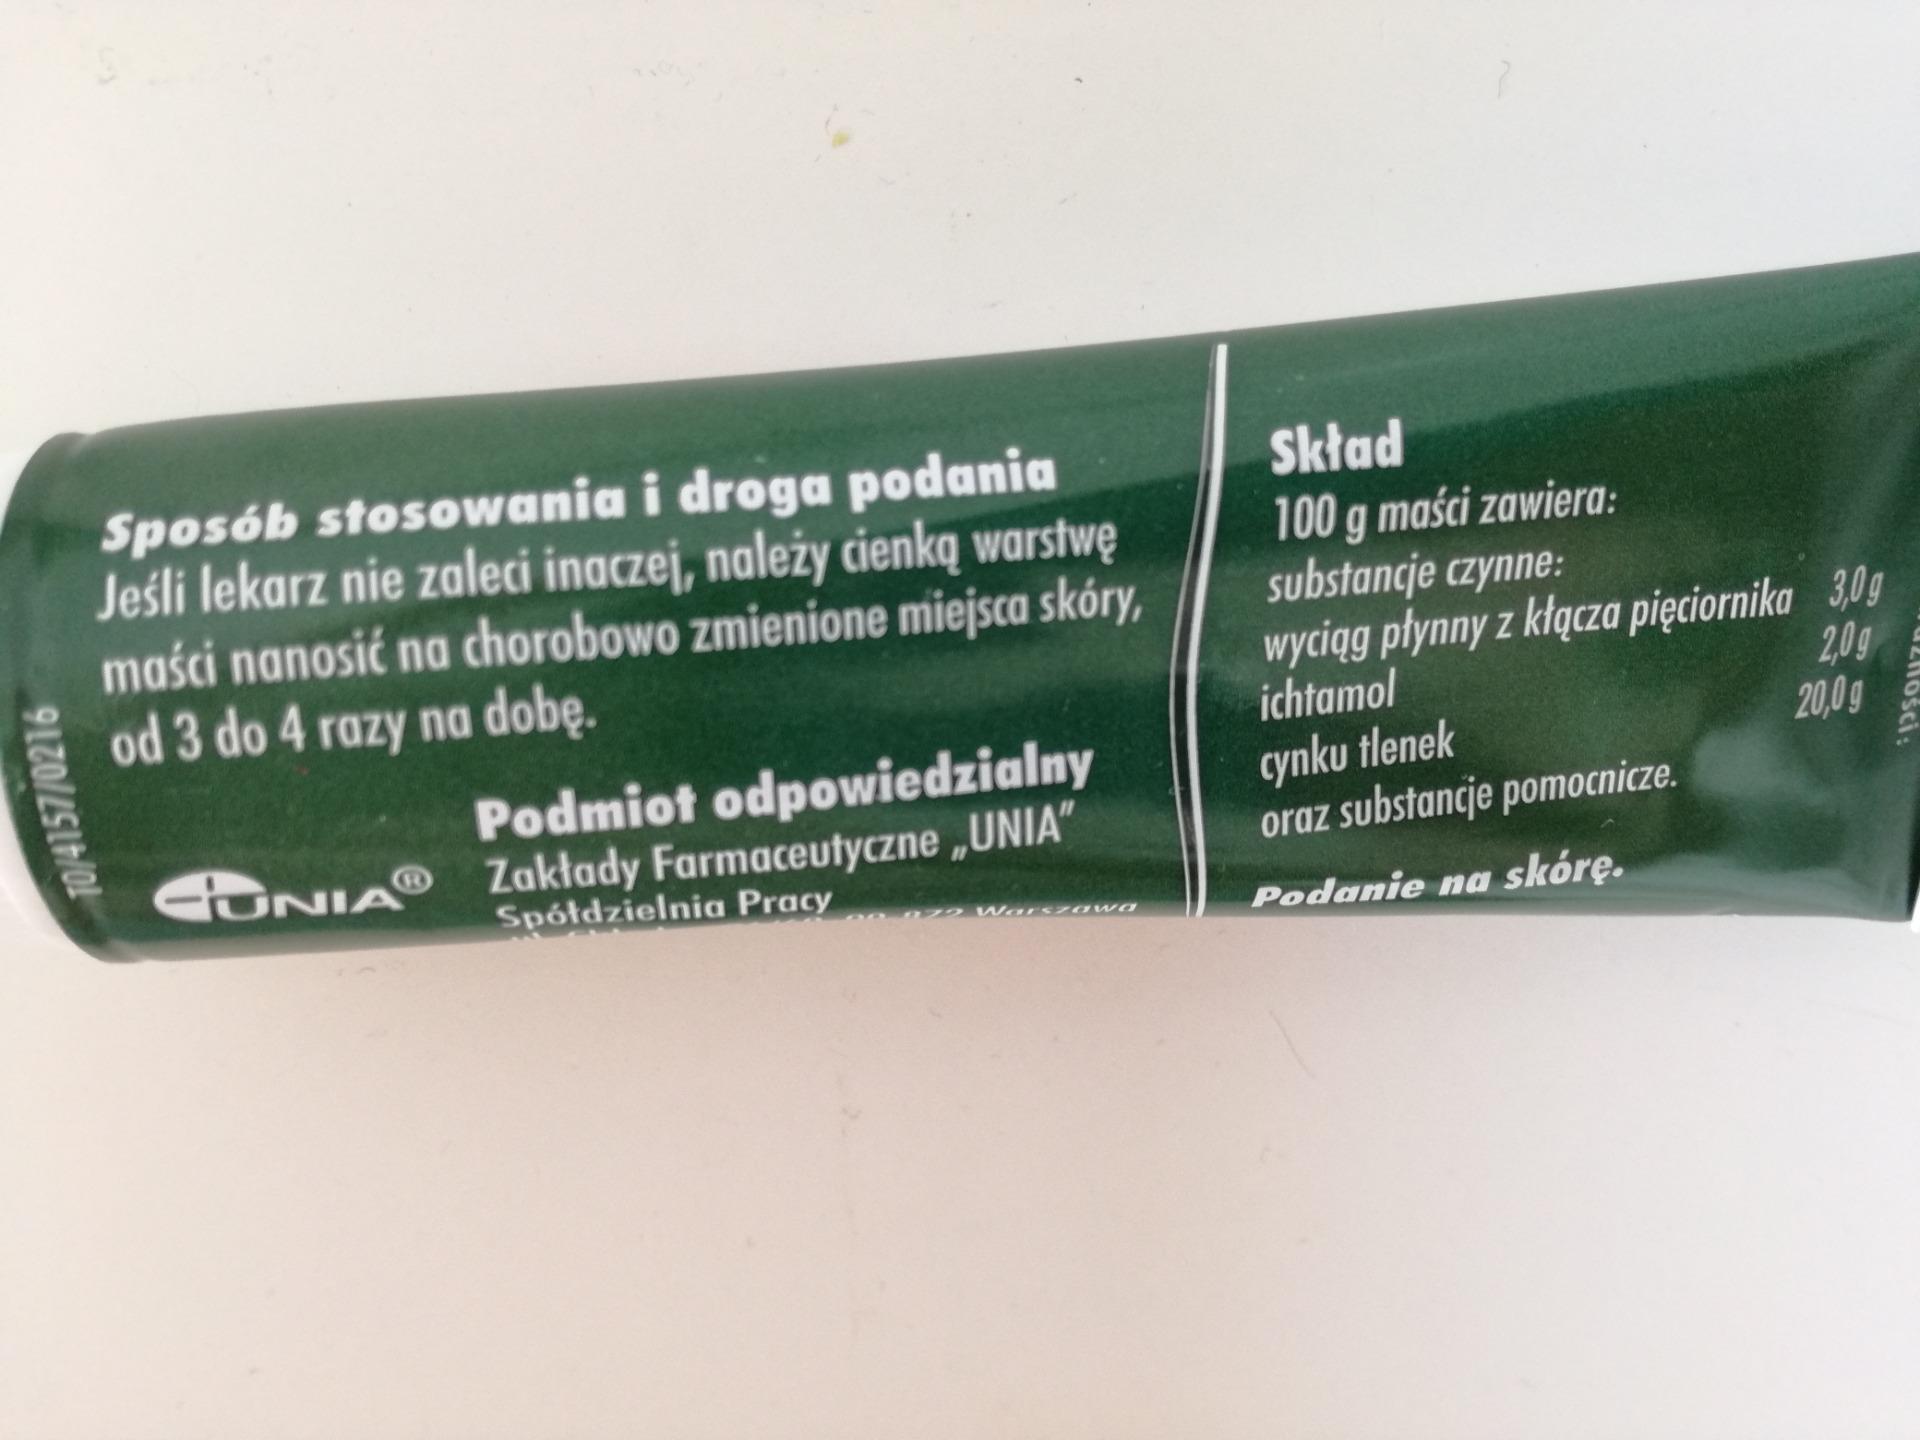 Sposób stosowania i droga podania
Jeśli lekarz nie zaleci inaczej, należy cienką warstwę
maści nanosić na chorobowo zmienione miejsca skóry,
od 3 do 4 razy na dobę.
TO/4157/0216
UNIA®
Podmiot odpowiedzialny
Zakłady Farmaceutyczne „UNIA”
Spółdzielnia Pracy
Warszawa
Skład
100 g maści zawiera:
substancje czynne:
wyciąg płynny z kłącza pięciornika 3,0 g
ichtamol 2,0 g
cynku tlenek 20,0 g
oraz substancje pomocnicze.
Podanie na skórę.